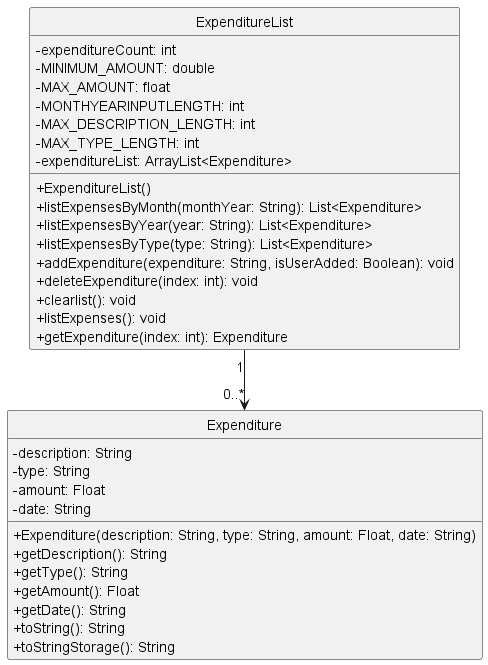 ExpenditureList
-expenditureCount: int
-MINIMUM_AMOUNT: double
-MAX_AMOUNT: float
-MONTHYEARINPUTLENGTH: int
-MAX_DESCRIPTION_LENGTH: int
-MAX_TYPE_LENGTH: int
-expenditureList: ArrayList<Expenditure>
+ExpenditureList()
+listExpensesByMonth(monthYear: String): List<Expenditure>
+listExpensesByYear(year: String): List<Expenditure>
+listExpensesByType(type: String): List<Expenditure>
+addExpenditure(expenditure: String, isUserAdded: Boolean): void
+deleteExpenditure(index: int): void
+clearlist(): void
+listExpenses(): void
+getExpenditure(index: int): Expenditure
1
0..*
Expenditure
-description: String
-type: String
-amount: Float
-date: String
+Expenditure(description: String, type: String, amount: Float, date: String)
+getDescription(): String
+getType(): String
+getAmount(): Float
+getDate(): String
+toString(): String
+toStringStorage(): String